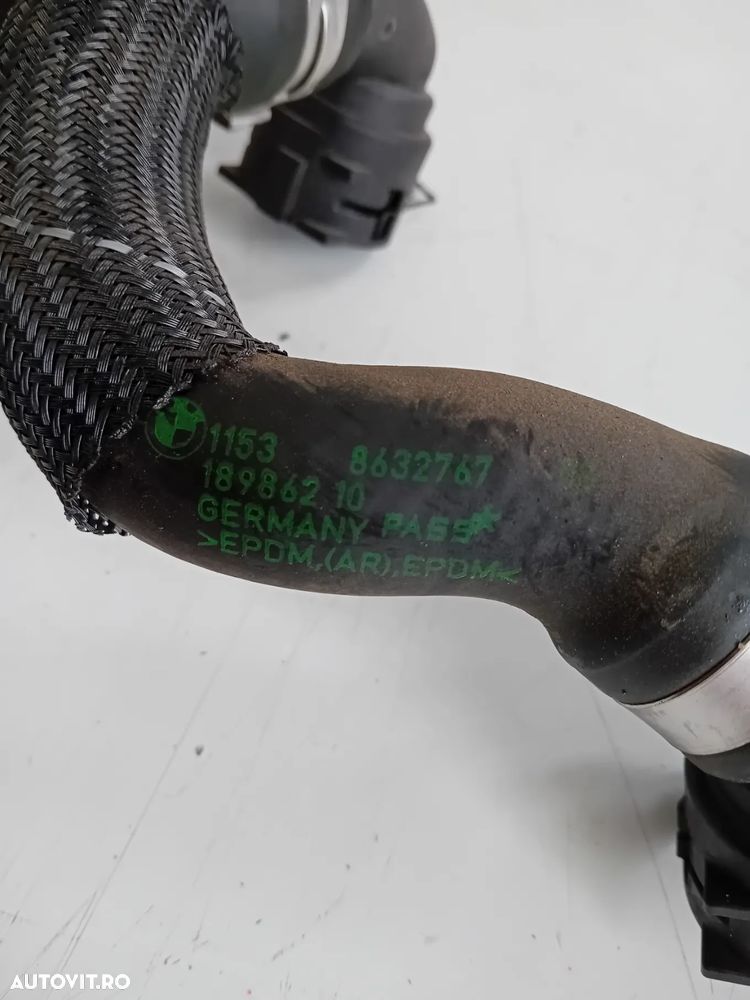 1153 8632767
189862 10
GERMANY PASS*
>EPDM,(AR),EPDM<
AUTOVIT.RO